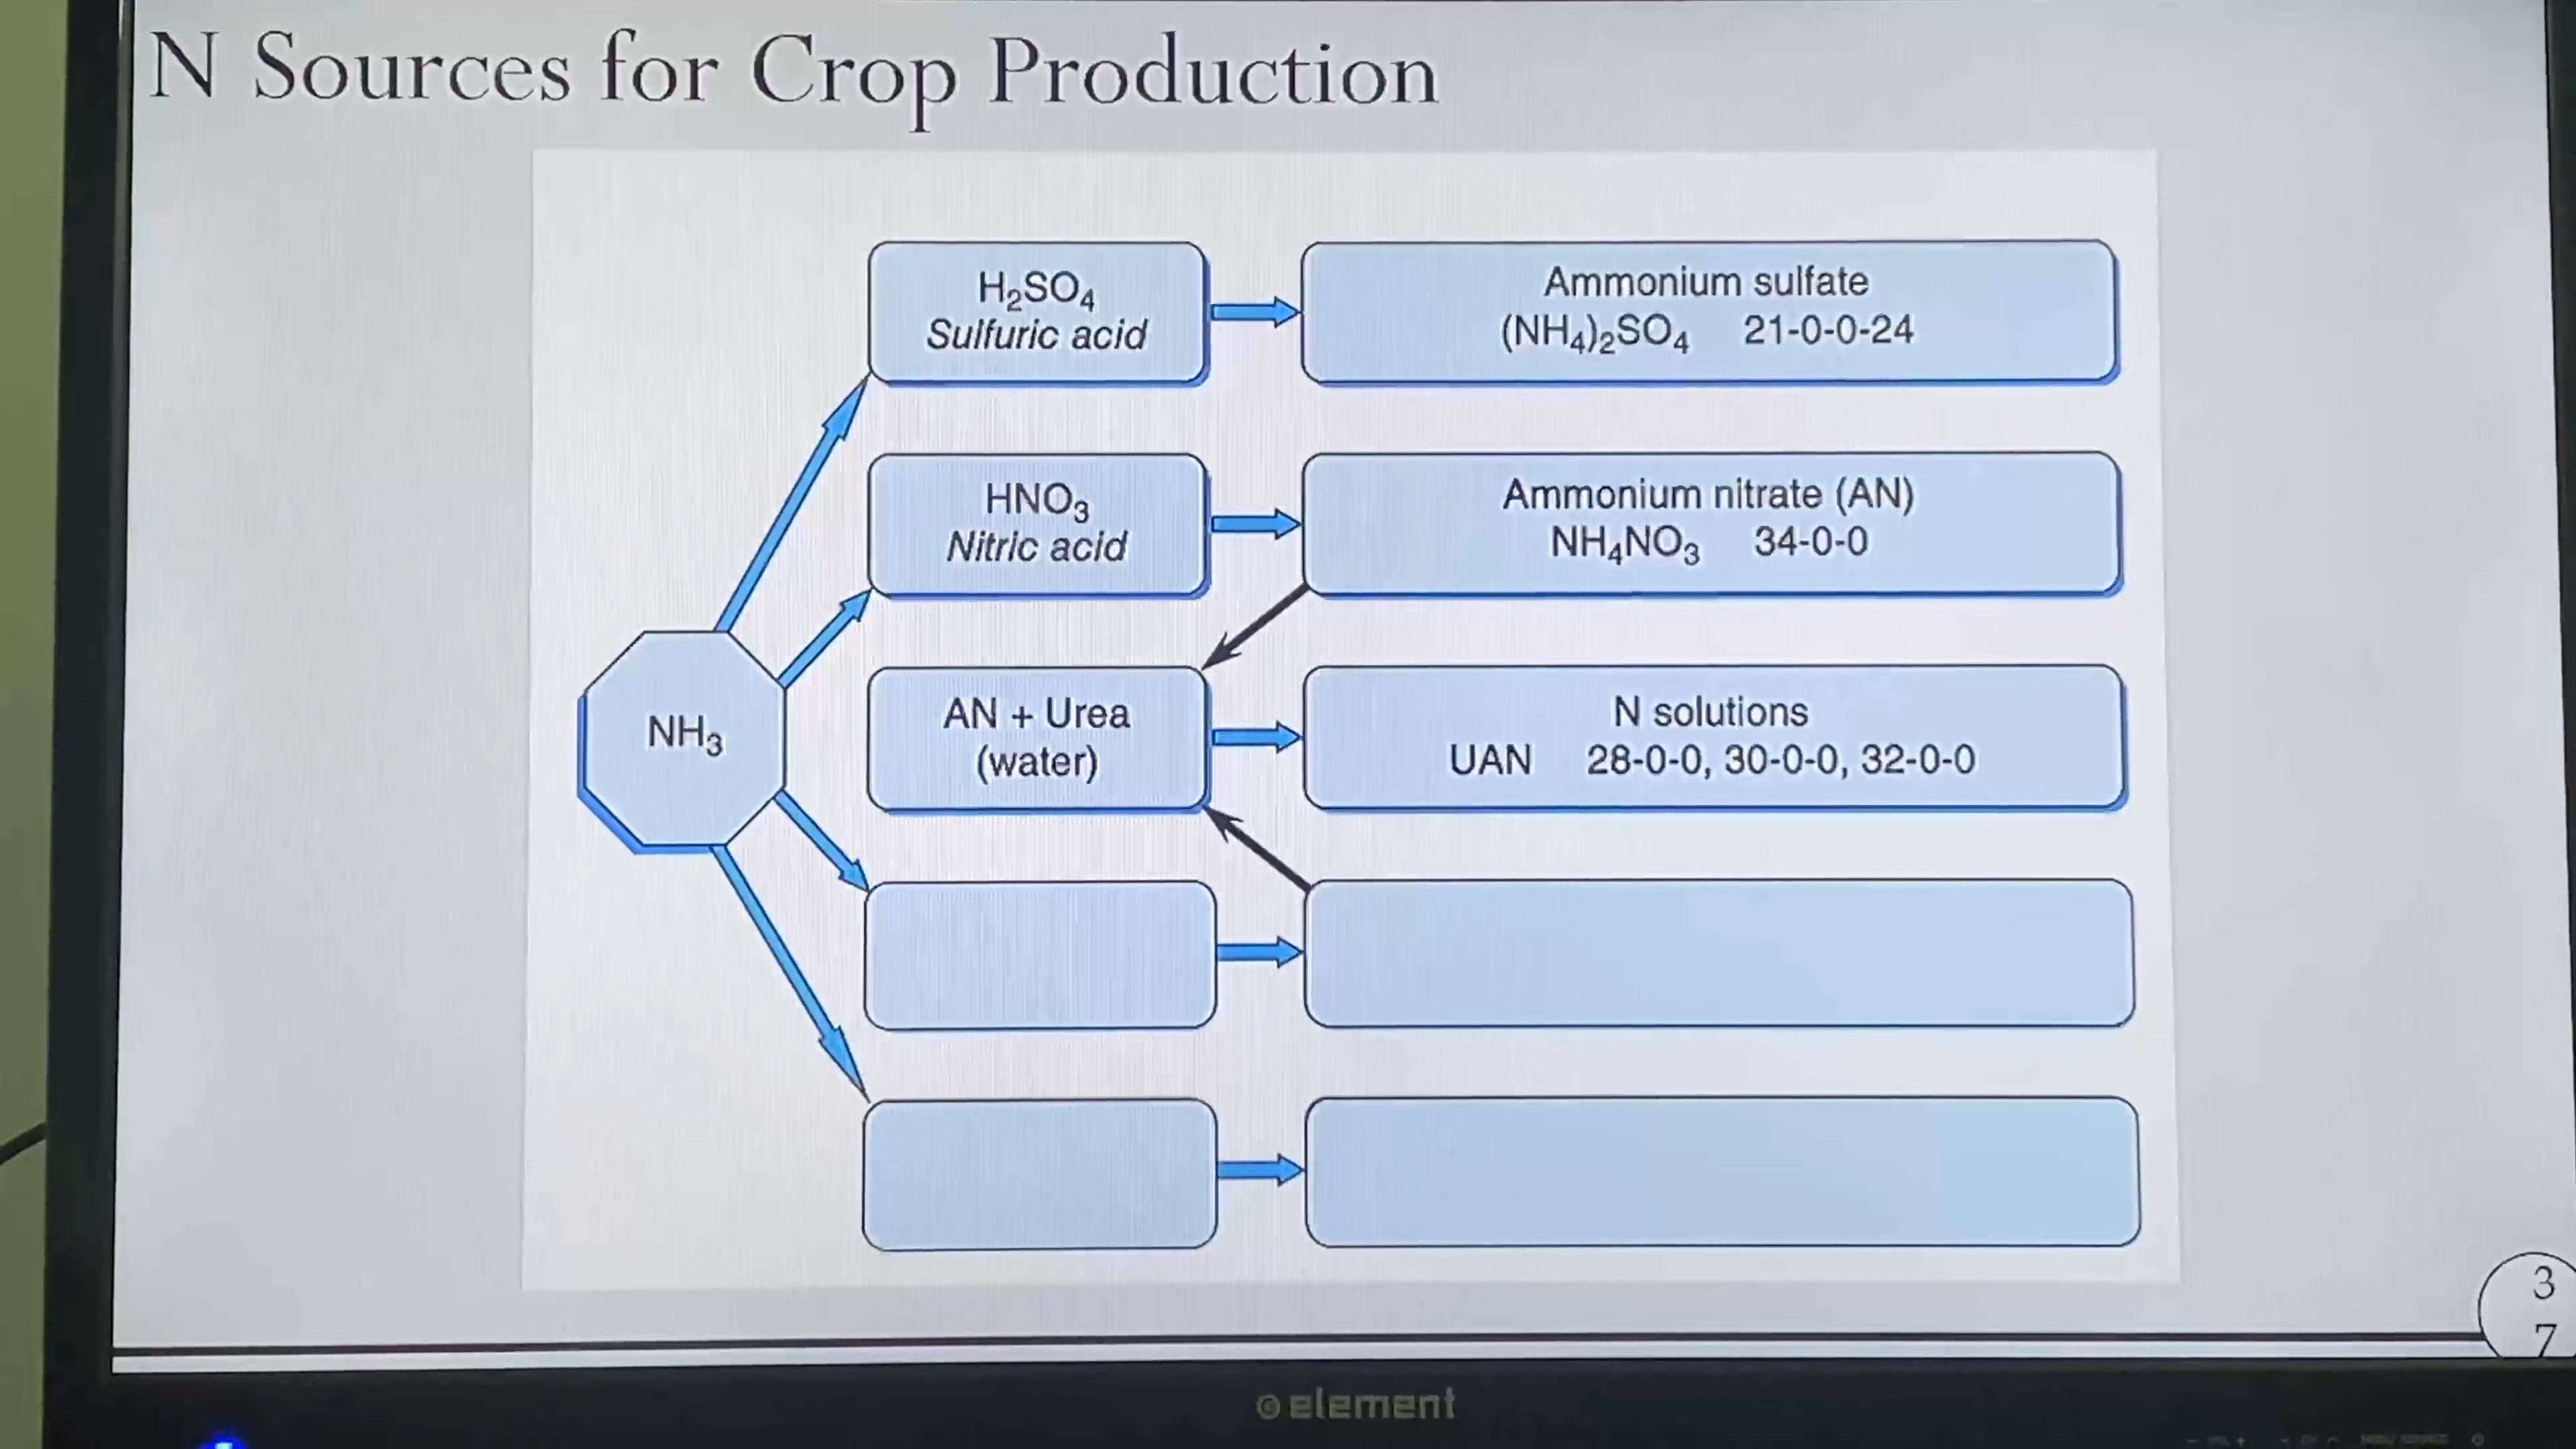 N Sources for Crop Production
H₂SO₄
Sulfuric acid
Ammonium sulfate
(NH₄)₂SO₄ 21-0-0-24
HNO₃
Nitric acid
Ammonium nitrate (AN)
NH₄NO₃ 34-0-0
NH₃
AN + Urea
(water)
N solutions
UAN 28-0-0, 30-0-0, 32-0-0
3
7
element